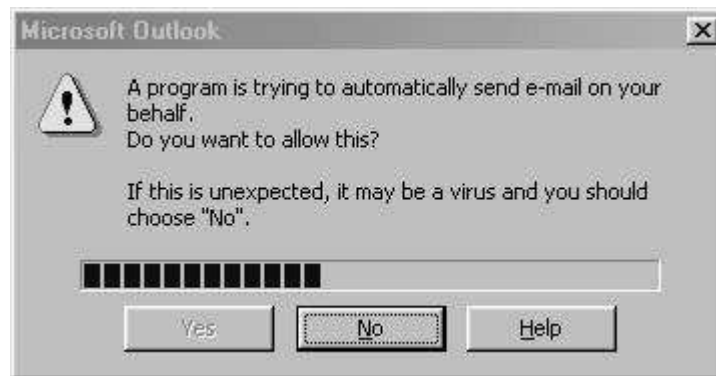 Microsoft Outlook
A program is trying to automatically send e-mail on your
behalf.
Do you want to allow this?
If this is unexpected, it may be a virus and you should
choose "No".
Yes No Help